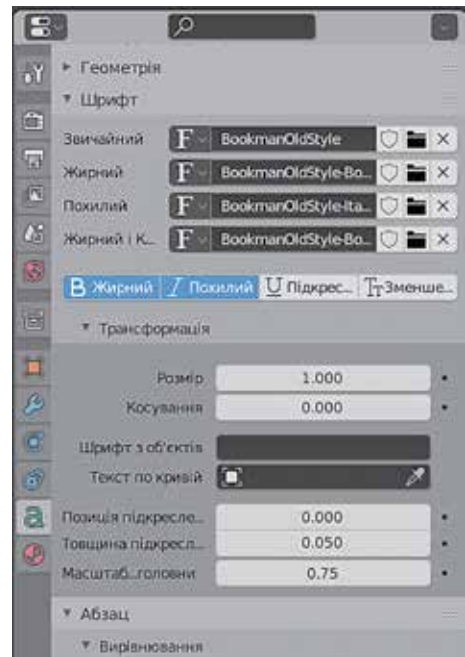 Геометрія
Шрифт
Звичайний F BookmanOldStyle
Жирний F BookmanOldStyle-Bo...
Похилий F BookmanOldStyle-Ita...
Жирний і К... F BookmanOldStyle-Bo...
B Жирний I Похилий U Підкрес... Tт Зменше...
Трансформація
Розмір 1.000
Косування 0.000
Шрифт з об'єктів
Текст по кривій
Позиція підкресле... 0.000
Товщина підкресл... 0.050
Масштаб...головни 0.75
Абзац
Вирівнювання